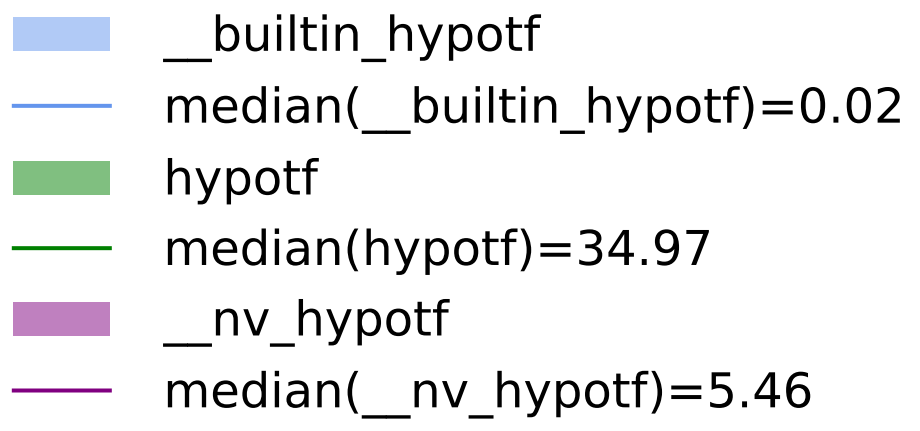 __builtin_hypotf
median(__builtin_hypotf)=0.02
hypotf
median(hypotf)=34.97
__nv_hypotf
median(__nv_hypotf)=5.46